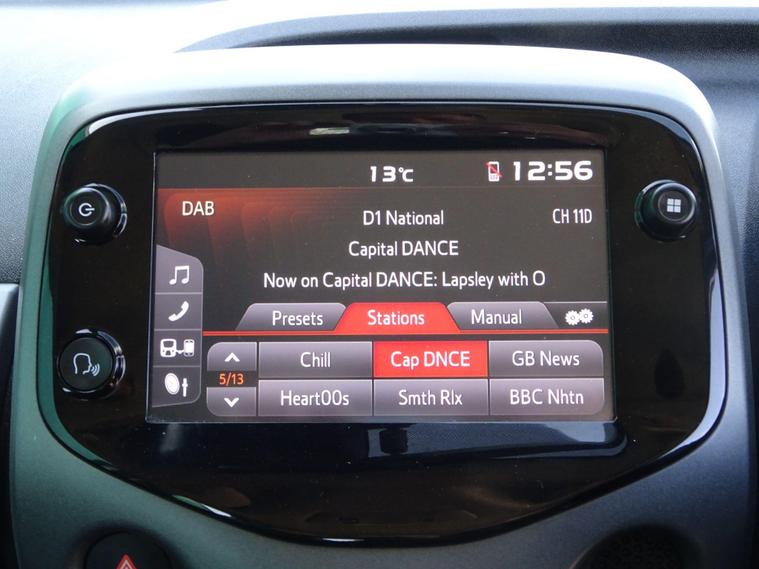 13°C 12:56
DAB
D1 National CH 11D
Capital DANCE
Now on Capital DANCE: Lapsley with O
Presets Stations Manual
Chill Cap DNCE GB News
5/13
Heart00s Smth Rlx BBC Nhtn